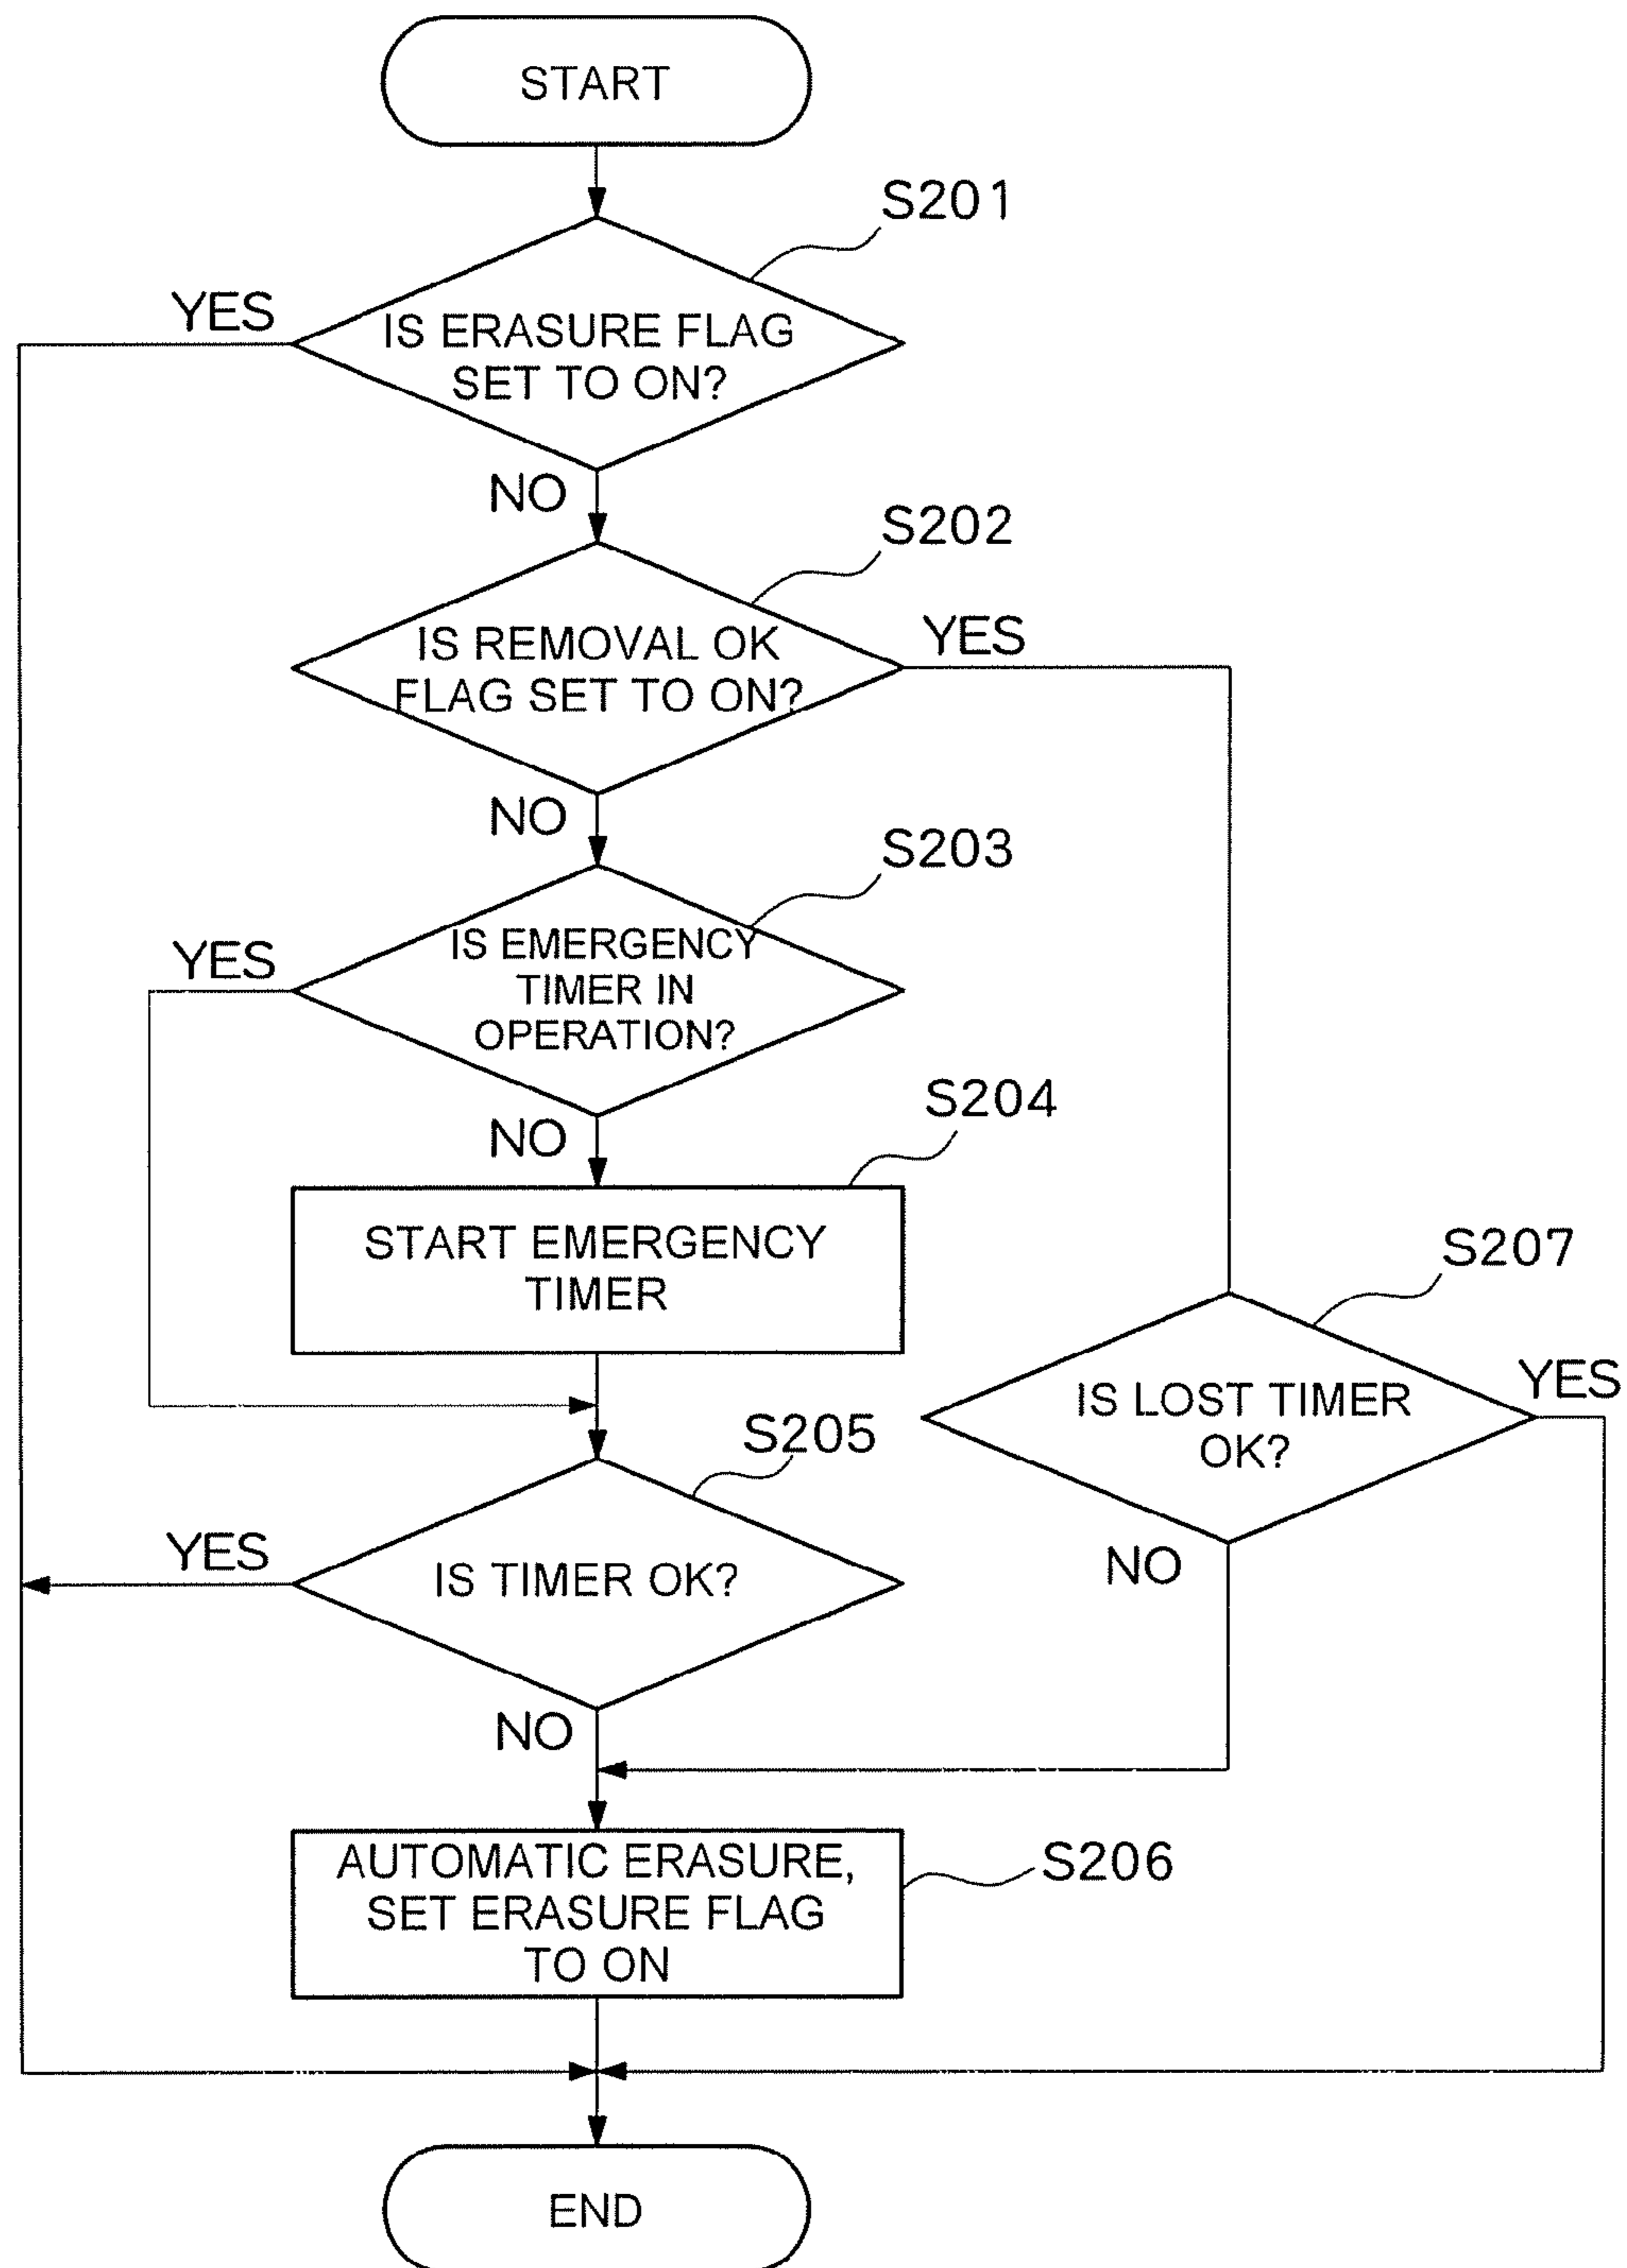 START
S201
YES
IS ERASURE FLAG
SET TO ON?
NO
S202
YES
IS REMOVAL OK
FLAG SET TO ON?
NO
S203
YES
IS EMERGENCY
TIMER IN
OPERATION?
NO
S204
START EMERGENCY
TIMER
S207
YES
IS LOST TIMER
OK?
NO
S205
YES
IS TIMER OK?
NO
AUTOMATIC ERASURE,
SET ERASURE FLAG
TO ON
S206
END